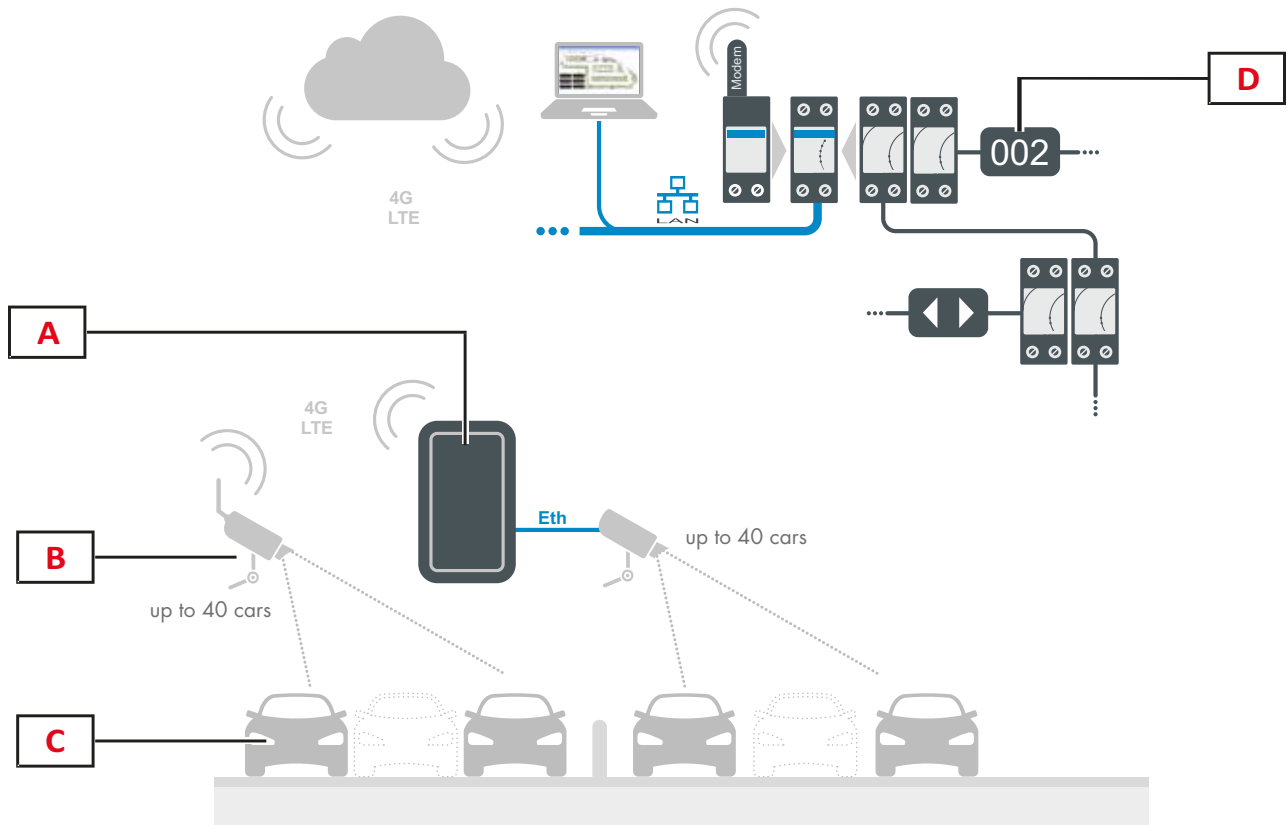 Modem
D
002
4G
LTE
LAN
A
4G
LTE
Eth
up to 40 cars
B
up to 40 cars
C